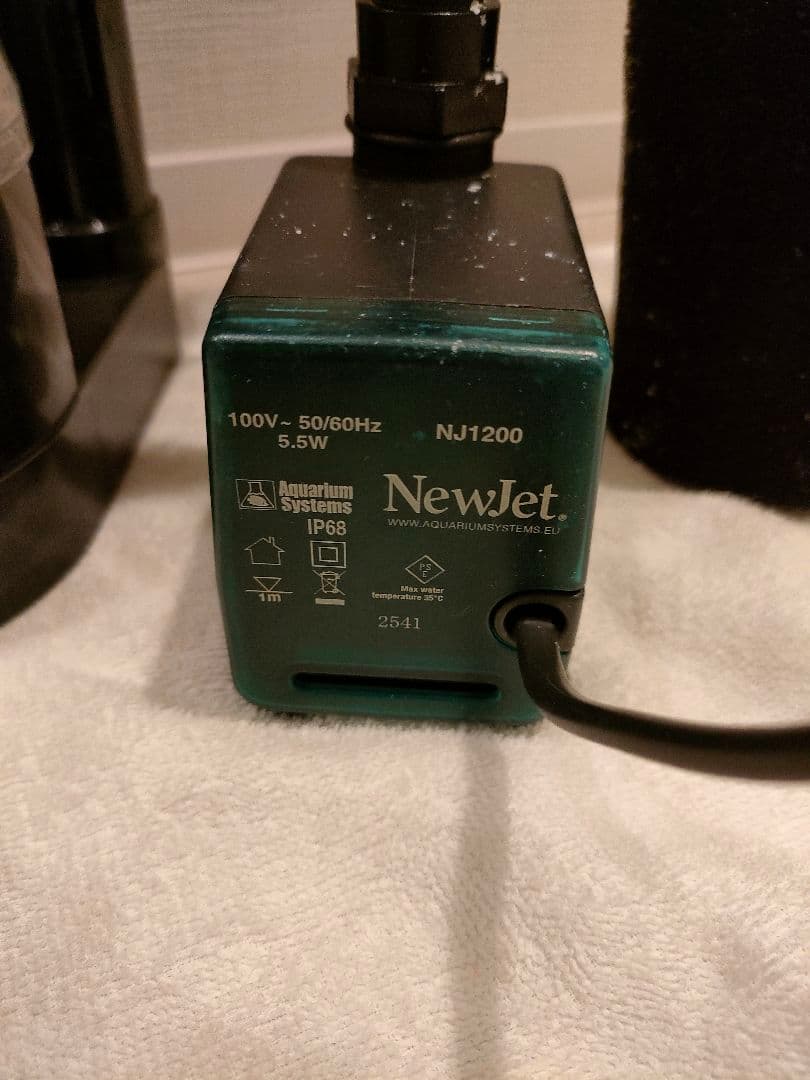 100V~ 50/60Hz
5.5W
NJ1200
Aquarium
Systems
NewJet®
WWW.AQUARIUMSYSTEMS.EU
IP68
PS
E
1m
Max water
temperature 35°C
2541